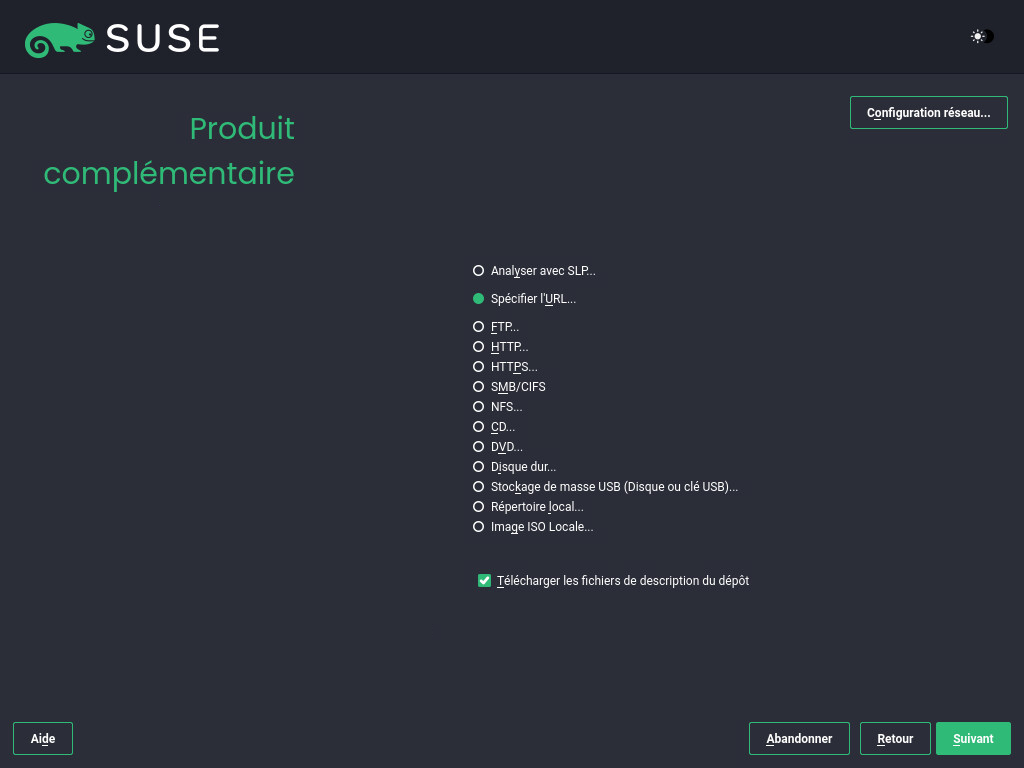 SUSE
Configuration réseau...
Produit
complémentaire
Analyser avec SLP...
Spécifier l'URL...
FTP...
HTTP...
HTTPS...
SMB/CIFS
NFS...
CD...
DVD...
Disque dur...
Stockage de masse USB (Disque ou clé USB)...
Répertoire local...
Image ISO Locale...
Télécharger les fichiers de description du dépôt
Aide
Abandonner
Retour
Suivant